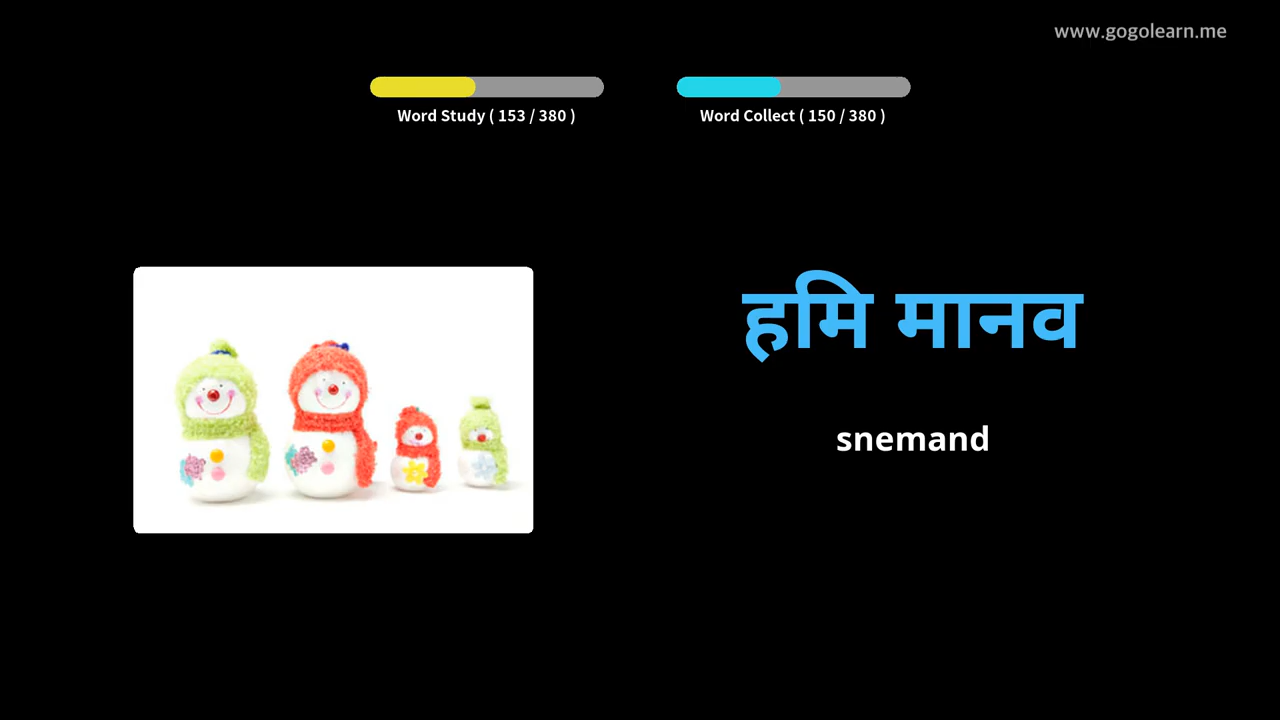 www.gogolearn.me
Word Study ( 153 / 380 )
Word Collect ( 150 / 380 )
हमि मानव
snemand